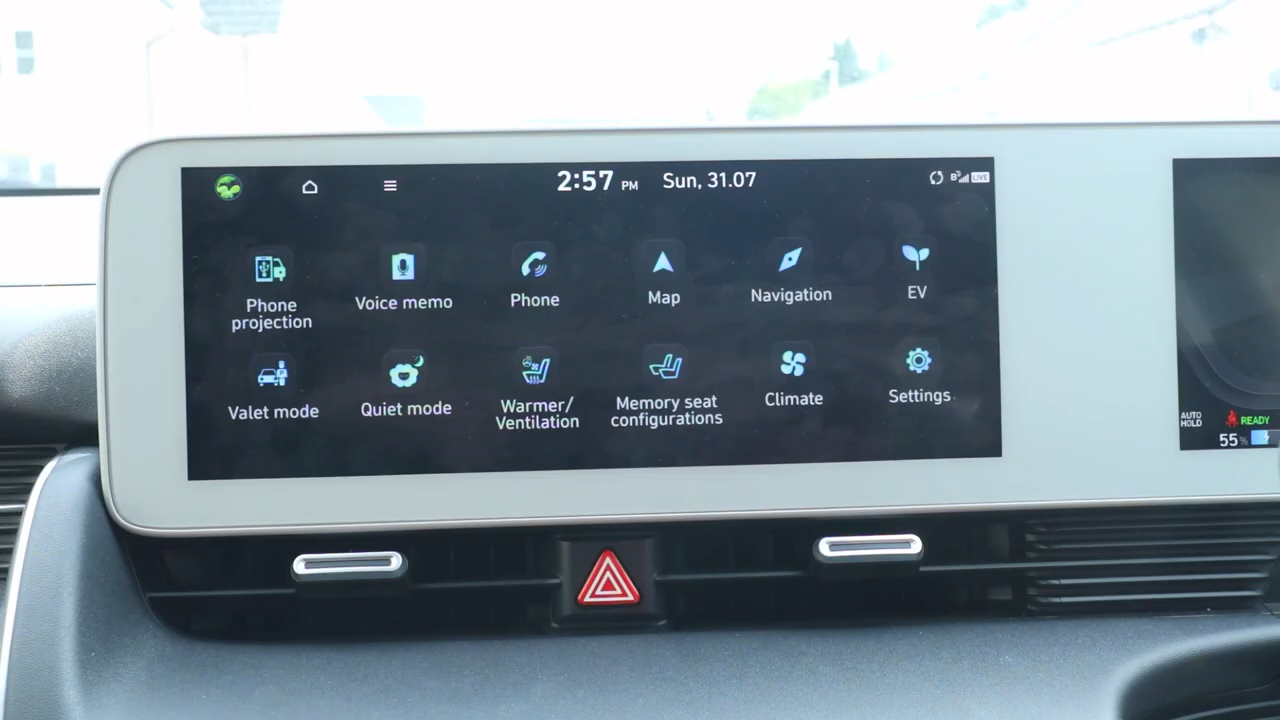 2:57 PM Sun, 31.07
LIVE
Phone
projection
Voice memo
Phone
Map
Navigation
EV
Valet mode
Quiet mode
Warmer/
Ventilation
Memory seat
configurations
Climate
Settings
AUTO
HOLD
READY
55 %